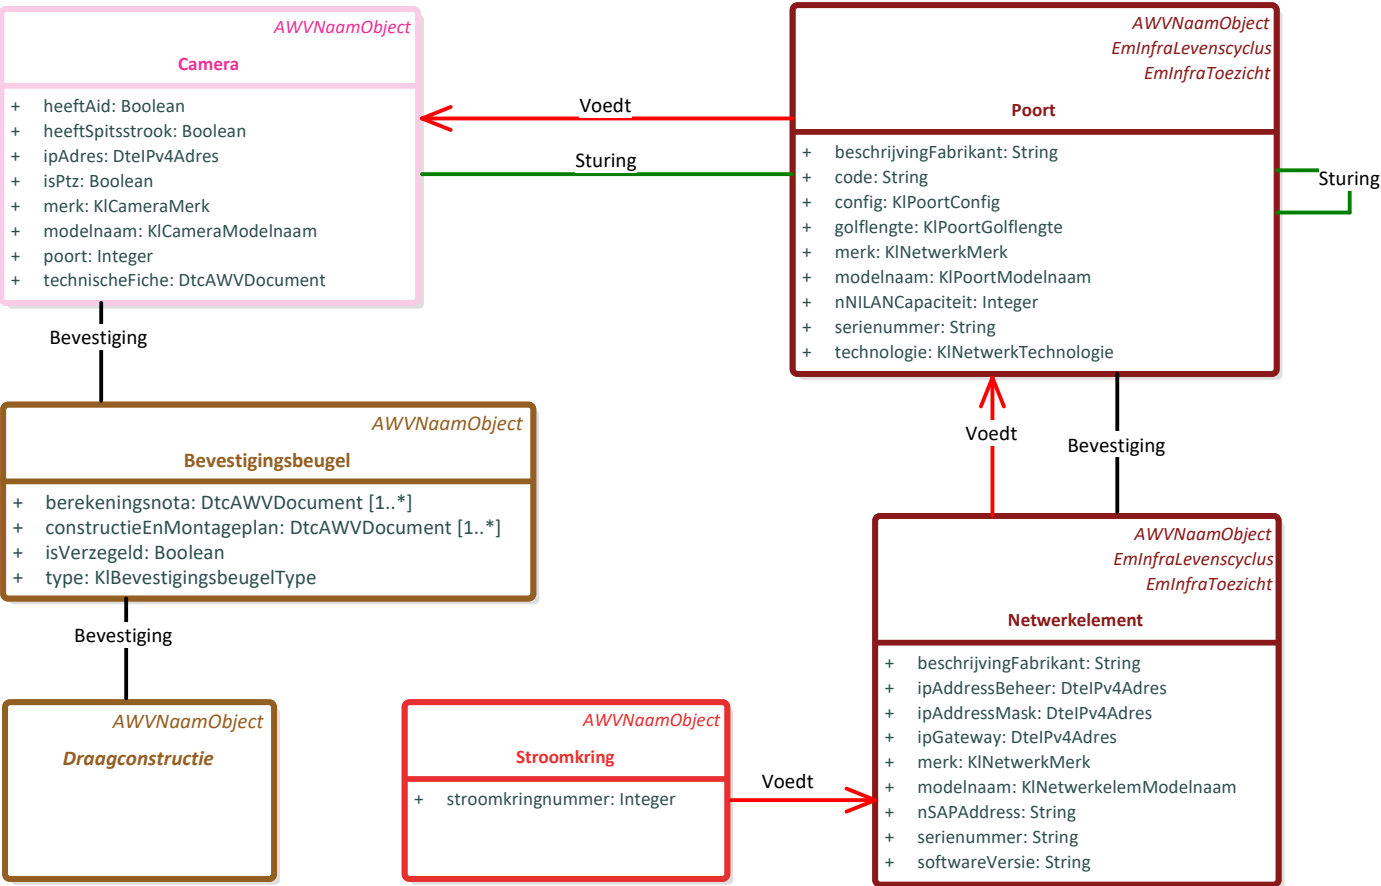 AWVNaamObject
Camera
+ heeftAid: Boolean
+ heeftSpitsstrook: Boolean
+ ipAdres: DteIPv4Adres
+ isPtz: Boolean
+ merk: KlCameraMerk
+ modelnaam: KlCameraModelnaam
+ poort: Integer
+ technischeFiche: DtcAWVDocument
Voedt
Sturing
AWVNaamObject
EmInfraLevenscyclus
EmInfraToezicht
Poort
+ beschrijvingFabrikant: String
+ code: String
+ config: KlPoortConfig
+ golflengte: KlPoortGolflengte
+ merk: KlNetwerkMerk
+ modelnaam: KlPoortModelnaam
+ nNILANCapaciteit: Integer
+ serienummer: String
+ technologie: KlNetwerkTechnologie
Sturing
Bevestiging
AWVNaamObject
Bevestigingsbeugel
+ berekeningsnota: DtcAWVDocument [1..*]
+ constructieEnMontageplan: DtcAWVDocument [1..*]
+ isVerzegeld: Boolean
+ type: KlBevestigingsbeugelType
Voedt
Bevestiging
Bevestiging
AWVNaamObject
Draagconstructie
AWVNaamObject
Stroomkring
+ stroomkringnummer: Integer
Voedt
AWVNaamObject
EmInfraLevenscyclus
EmInfraToezicht
Netwerkelement
+ beschrijvingFabrikant: String
+ ipAddressBeheer: DteIPv4Adres
+ ipAddressMask: DteIPv4Adres
+ ipGateway: DteIPv4Adres
+ merk: KlNetwerkMerk
+ modelnaam: KlNetwerkelemModelnaam
+ nSAPAddress: String
+ serienummer: String
+ softwareVersie: String